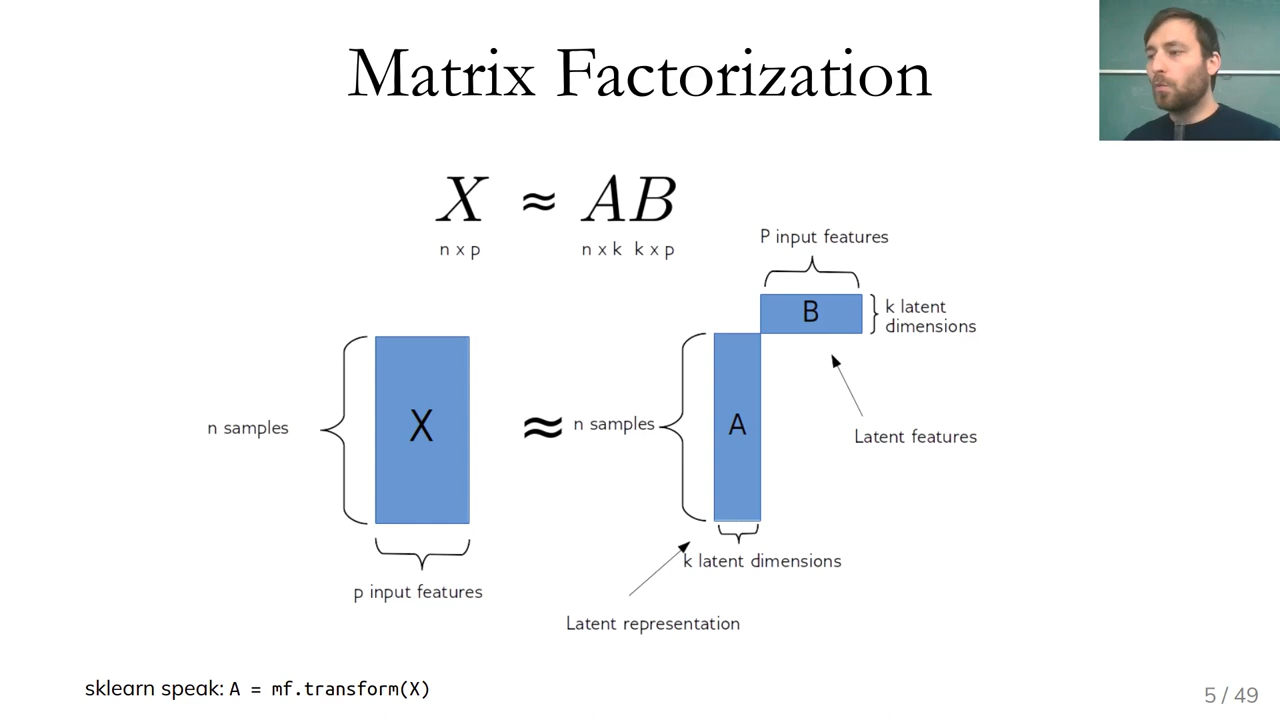 Matrix Factorization
X ≈ AB
n x p n x k k x p
P input features
B
k latent
dimensions
n samples
X
≈
n samples
A
Latent features
k latent dimensions
p input features
Latent representation
sklearn speak: A = mf.transform(X)
5 / 49